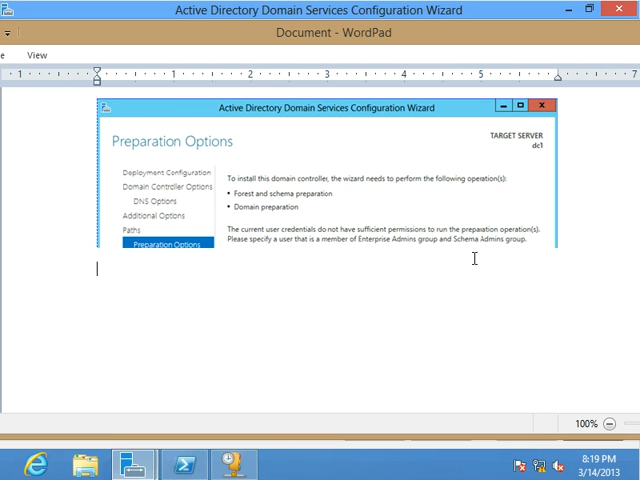 Active Directory Domain Services Configuration Wizard
Document - WordPad
e View
1 1 2 3 4 5 7
Active Directory Domain Services Configuration Wizard
Preparation Options
TARGET SERVER
dc1
Deployment Configuration
Domain Controller Options
DNS Options
Additional Options
Paths
Preparation Options
To install this domain controller, the wizard needs to perform the following operation(s):
• Forest and schema preparation
• Domain preparation
The current user credentials do not have sufficient permissions to run the preparation operation(s).
Please specify a user that is a member of Enterprise Admins group and Schema Admins group.
100%
8:19 PM
3/14/2013